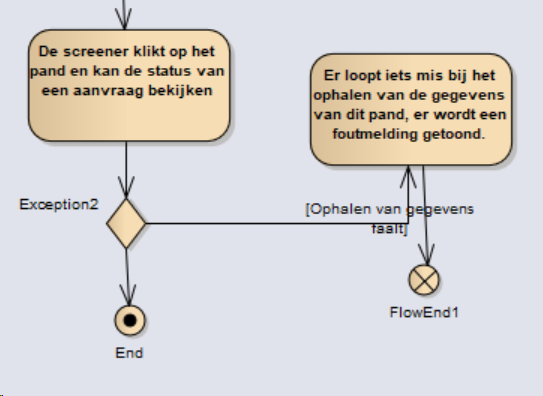 De screener klikt op het
pand en kan de status van
een aanvraag bekijken
Er loopt iets mis bij het
ophalen van de gegevens
van dit pand, er wordt een
foutmelding getoond.
Exception2
[Ophalen van gegevens
faalt]
FlowEnd1
End